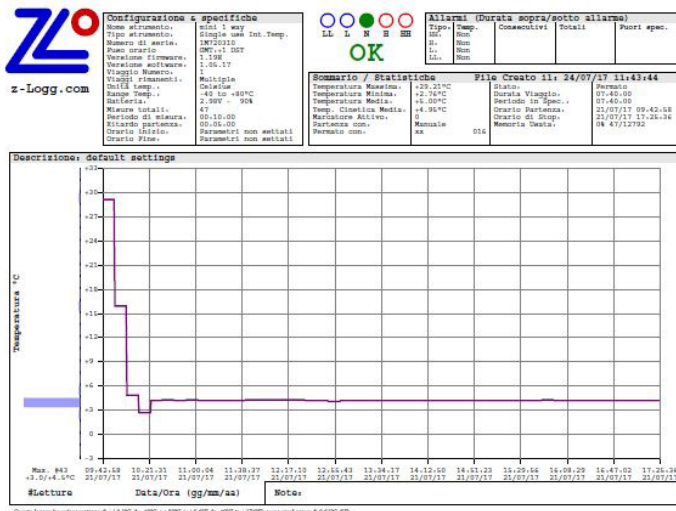 z-Logg.com
Configurazione & specifiche
Nome strumento: mini 1 way
Tipo strumento: Single use Int.Temp.
Numero di serie: 1M720310
Fuso orario GMT:+1 DST
Versione firmware: 1.19R
Versione software: 1.05.17
Viaggio Numero: 1
Viaggi rimanenti: Multiple
Unità temp.: Celsius
Range Temp.: -40 to +80°C
Batteria: 2.98V - 90%
Misure totali: 47
Periodo di misura: 00:10:00
Ritardo partenza: 00:05:00
Orario inizio: Parametri non settati
Orario Fine: Parametri non settati
LL L N H HH
OK
Allarmi (Durata sopra/sotto allarme)
Tipo: Temp. Consecutivi Totali Fuori spec.
HH: Non
H: Non
L: Non
LL: Non
Sommario / Statistiche File Creato il: 24/07/17 11:43:44
Temperatura Massima: +29.21°C
Temperatura Minima: +2.76°C
Temperatura Media: +5.00°C
Temp. Cinetica Media: +4.95°C
Marcatore Attivo: 0
Partenza con: Manuale
Fermato con: xx 016
Stato: Fermato
Durata Viaggio: 07:40:00
Periodo in Spec.: 07:40:00
Orario Partenza: 21/07/17 09:42:58
Orario di Stop: 21/07/17 17:25:36
Memoria Usata: 0% 47/12792
Descrizione: default settings
Temperatura °C
+33
+30
+27
+24
+21
+18
+15
+12
+9
+6
+3
0
-3
Max. #43
+3.0/+4.5°C
09:42:58 10:21:31 11:00:04 11:38:37 12:17:10 12:55:43 13:34:17 14:12:50 14:51:23 15:29:56 16:08:29 16:47:02 17:25:36
21/07/17 21/07/17 21/07/17 21/07/17 21/07/17 21/07/17 21/07/17 21/07/17 21/07/17 21/07/17 21/07/17 21/07/17 21/07/17
#Letture Data/Ora (gg/mm/aa) Note: